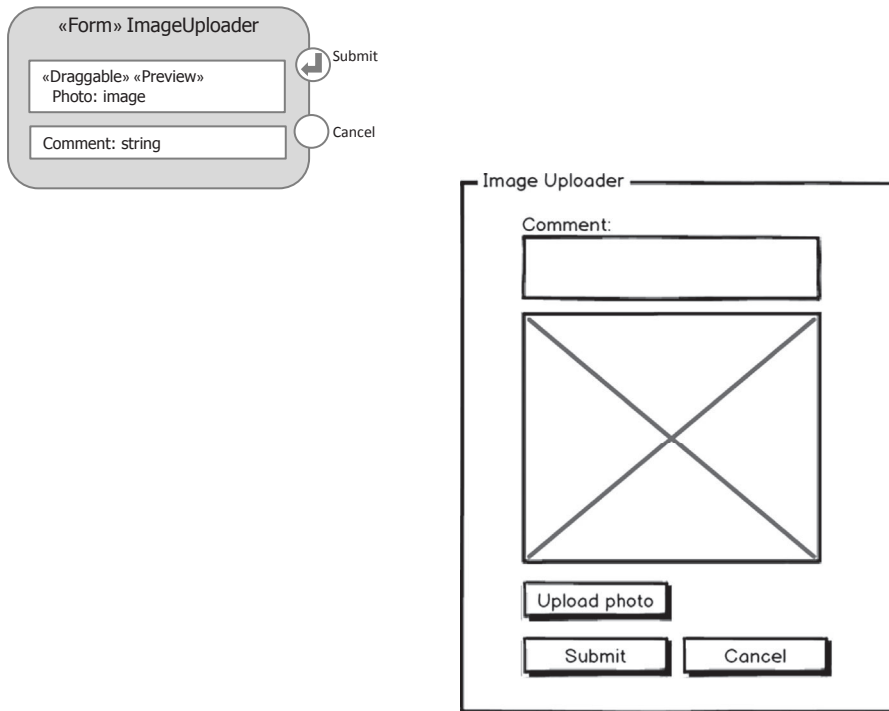 «Form» ImageUploader
«Draggable» «Preview»
Photo: image
Comment: string
Submit
Cancel
Image Uploader
Comment:
Upload photo
Submit
Cancel